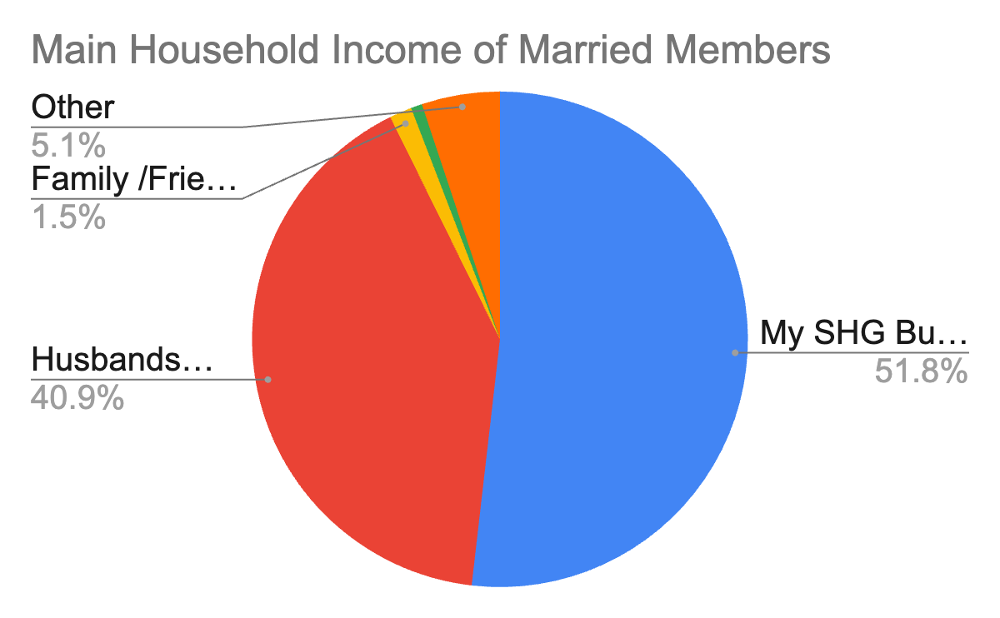 Main Household Income of Married Members
Other
5.1%
Family /Frie…
1.5%
Husbands…
40.9%
My SHG Bu…
51.8%